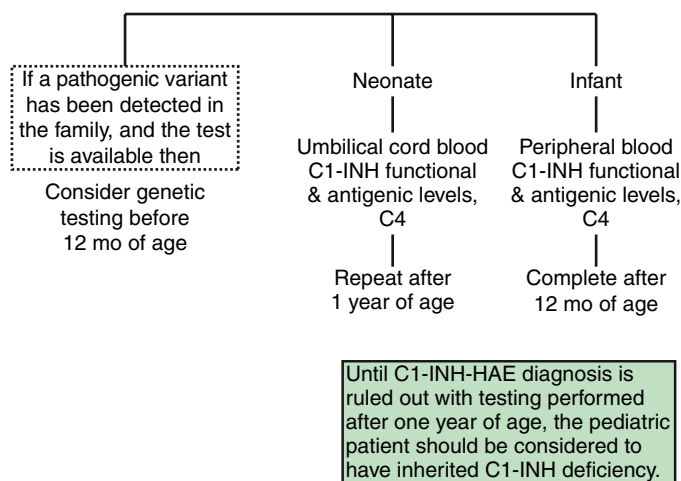 If a pathogenic variant
has been detected in
the family, and the test
is available then
Consider genetic
testing before
12 mo of age
Neonate
Umbilical cord blood
C1-INH functional
& antigenic levels,
C4
Repeat after
1 year of age
Infant
Peripheral blood
C1-INH functional
& antigenic levels,
C4
Complete after
12 mo of age
Until C1-INH-HAE diagnosis is
ruled out with testing performed
after one year of age, the pediatric
patient should be considered to
have inherited C1-INH deficiency.